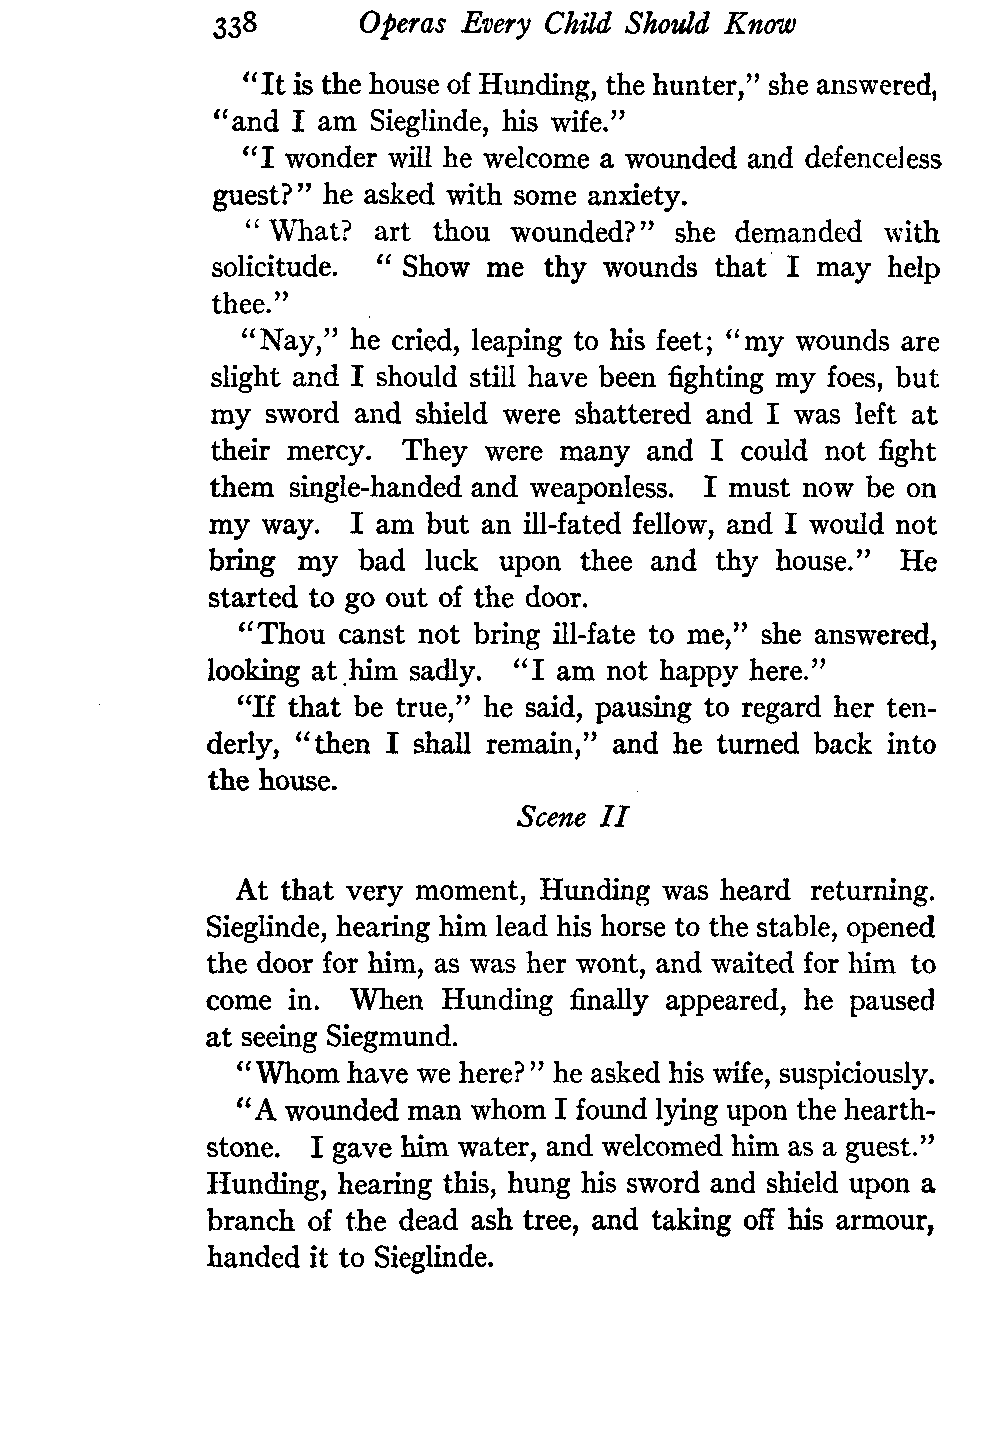 338 Operas Every Child Should Know
"It is the house of Hunding, the hunter," she answered,
"and I am Sieglinde, his wife."
"I wonder will he welcome a wounded and defenceless
guest?" he asked with some anxiety.
"What? art thou wounded?" she demanded with
solicitude. "Show me thy wounds that I may help
thee."
"Nay," he cried, leaping to his feet; "my wounds are
slight and I should still have been fighting my foes, but
my sword and shield were shattered and I was left at
their mercy. They were many and I could not fight
them single-handed and weaponless. I must now be on
my way. I am but an ill-fated fellow, and I would not
bring my bad luck upon thee and thy house." He
started to go out of the door.
"Thou canst not bring ill-fate to me," she answered,
looking at him sadly. "I am not happy here."
"If that be true," he said, pausing to regard her ten-
derly, "then I shall remain," and he turned back into
the house.
Scene II
At that very moment, Hunding was heard returning.
Sieglinde, hearing him lead his horse to the stable, opened
the door for him, as was her wont, and waited for him to
come in. When Hunding finally appeared, he paused
at seeing Siegmund.
"Whom have we here?" he asked his wife, suspiciously.
"A wounded man whom I found lying upon the hearth-
stone. I gave him water, and welcomed him as a guest."
Hunding, hearing this, hung his sword and shield upon a
branch of the dead ash tree, and taking off his armour,
handed it to Sieglinde.